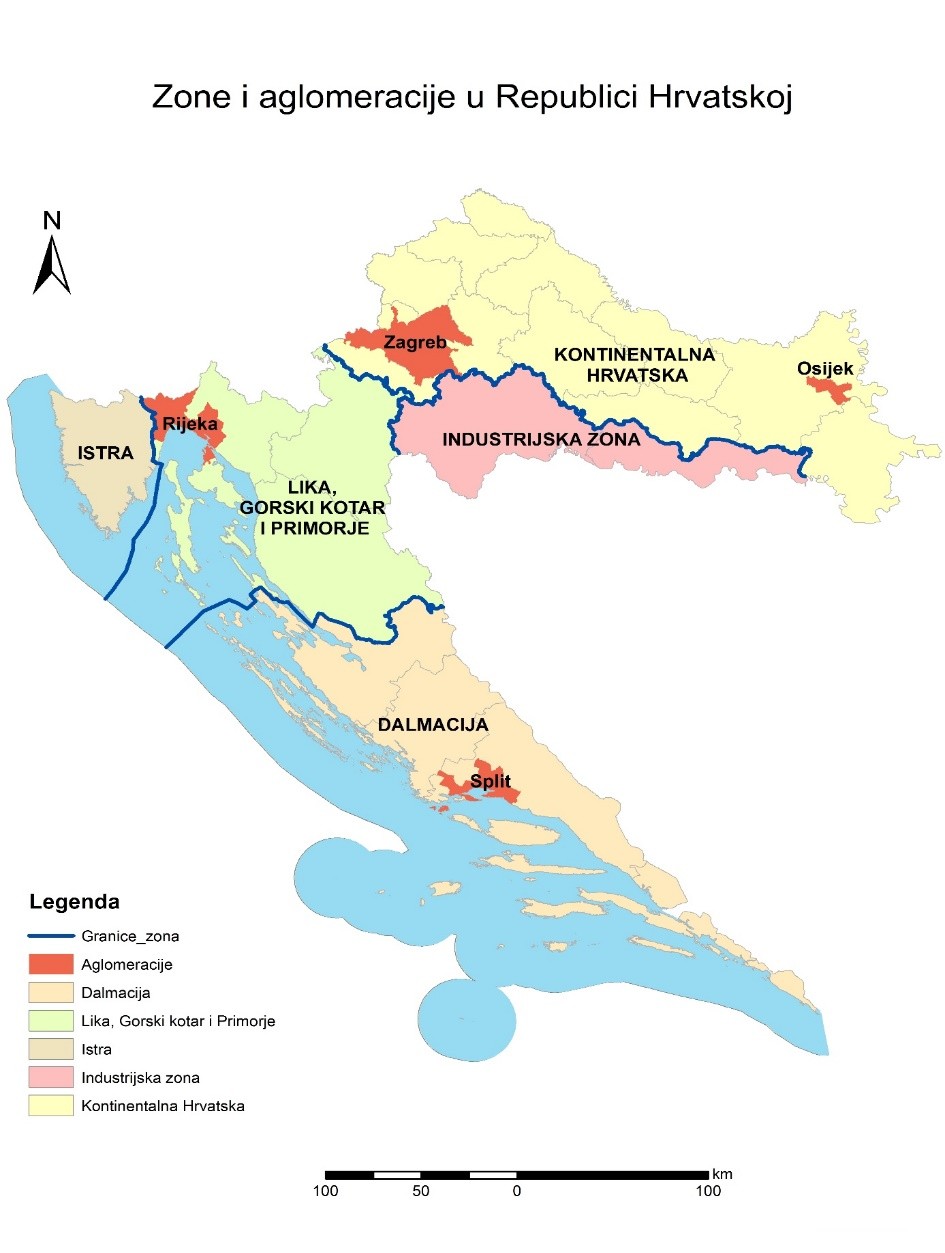 Zone i aglomeracije u Republici Hrvatskoj
N
Zagreb
KONTINENTALNA
HRVATSKA
Osijek
Rijeka
ISTRA
INDUSTRIJSKA ZONA
LIKA,
GORSKI KOTAR
I PRIMORJE
DALMACIJA
Split
Legenda
Granice_zona
Aglomeracije
Dalmacija
Lika, Gorski kotar i Primorje
Istra
Industrijska zona
Kontinentalna Hrvatska
km
100 50 0 100